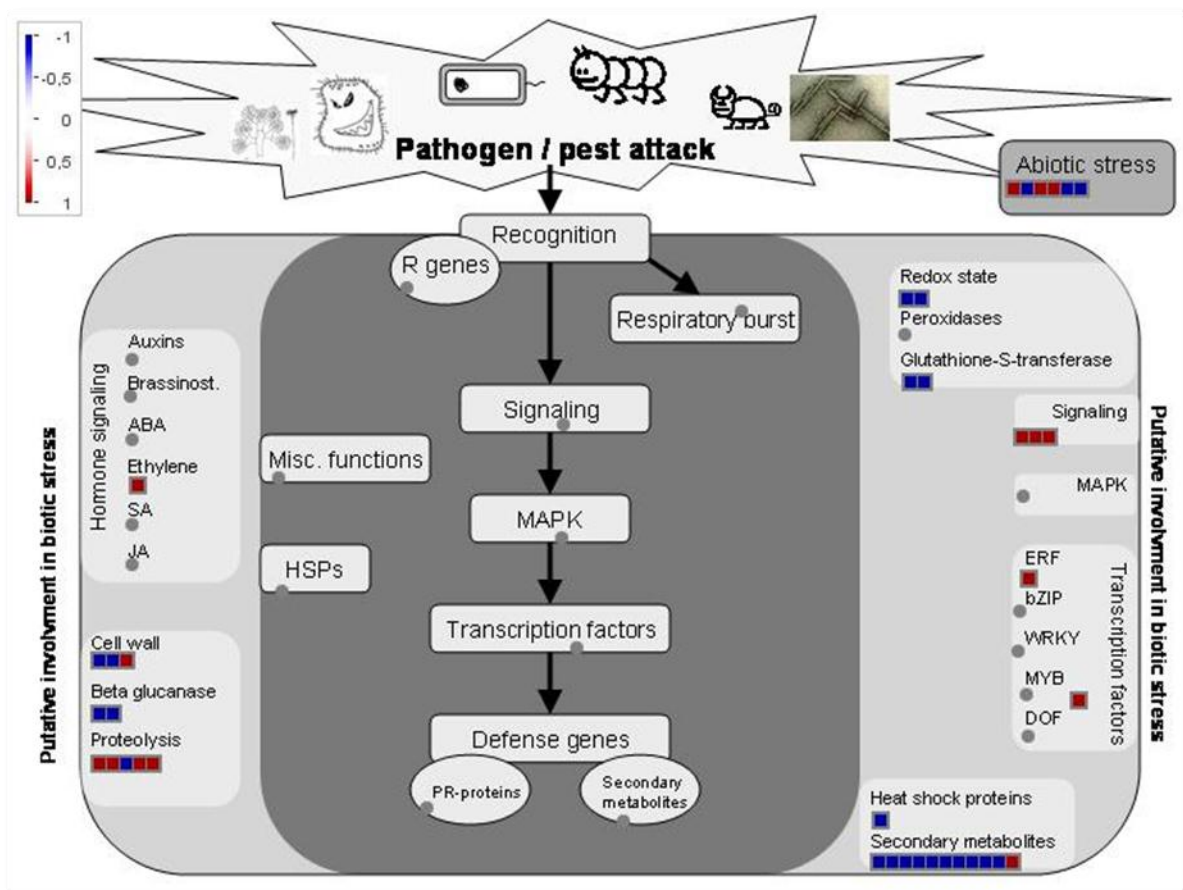 -1
-0,5
0
0,5
1
Pathogen / pest attack
Abiotic stress
Recognition
R genes
Respiratory burst
Redox state
Peroxidases
Glutathione-S-transferase
Hormone signaling
Auxins
Brassinost.
ABA
Ethylene
SA
JA
Signaling
Misc. functions
MAPK
HSPs
Transcription factors
Defense genes
PR-proteins
Secondary
metabolites
Putative involvment in biotic stress
Cell wall
Beta glucanase
Proteolysis
Signaling
MAPK
ERF
bZIP
WRKY
MYB
DOF
Transcription factors
Putative involvment in biotic stress
Heat shock proteins
Secondary metabolites